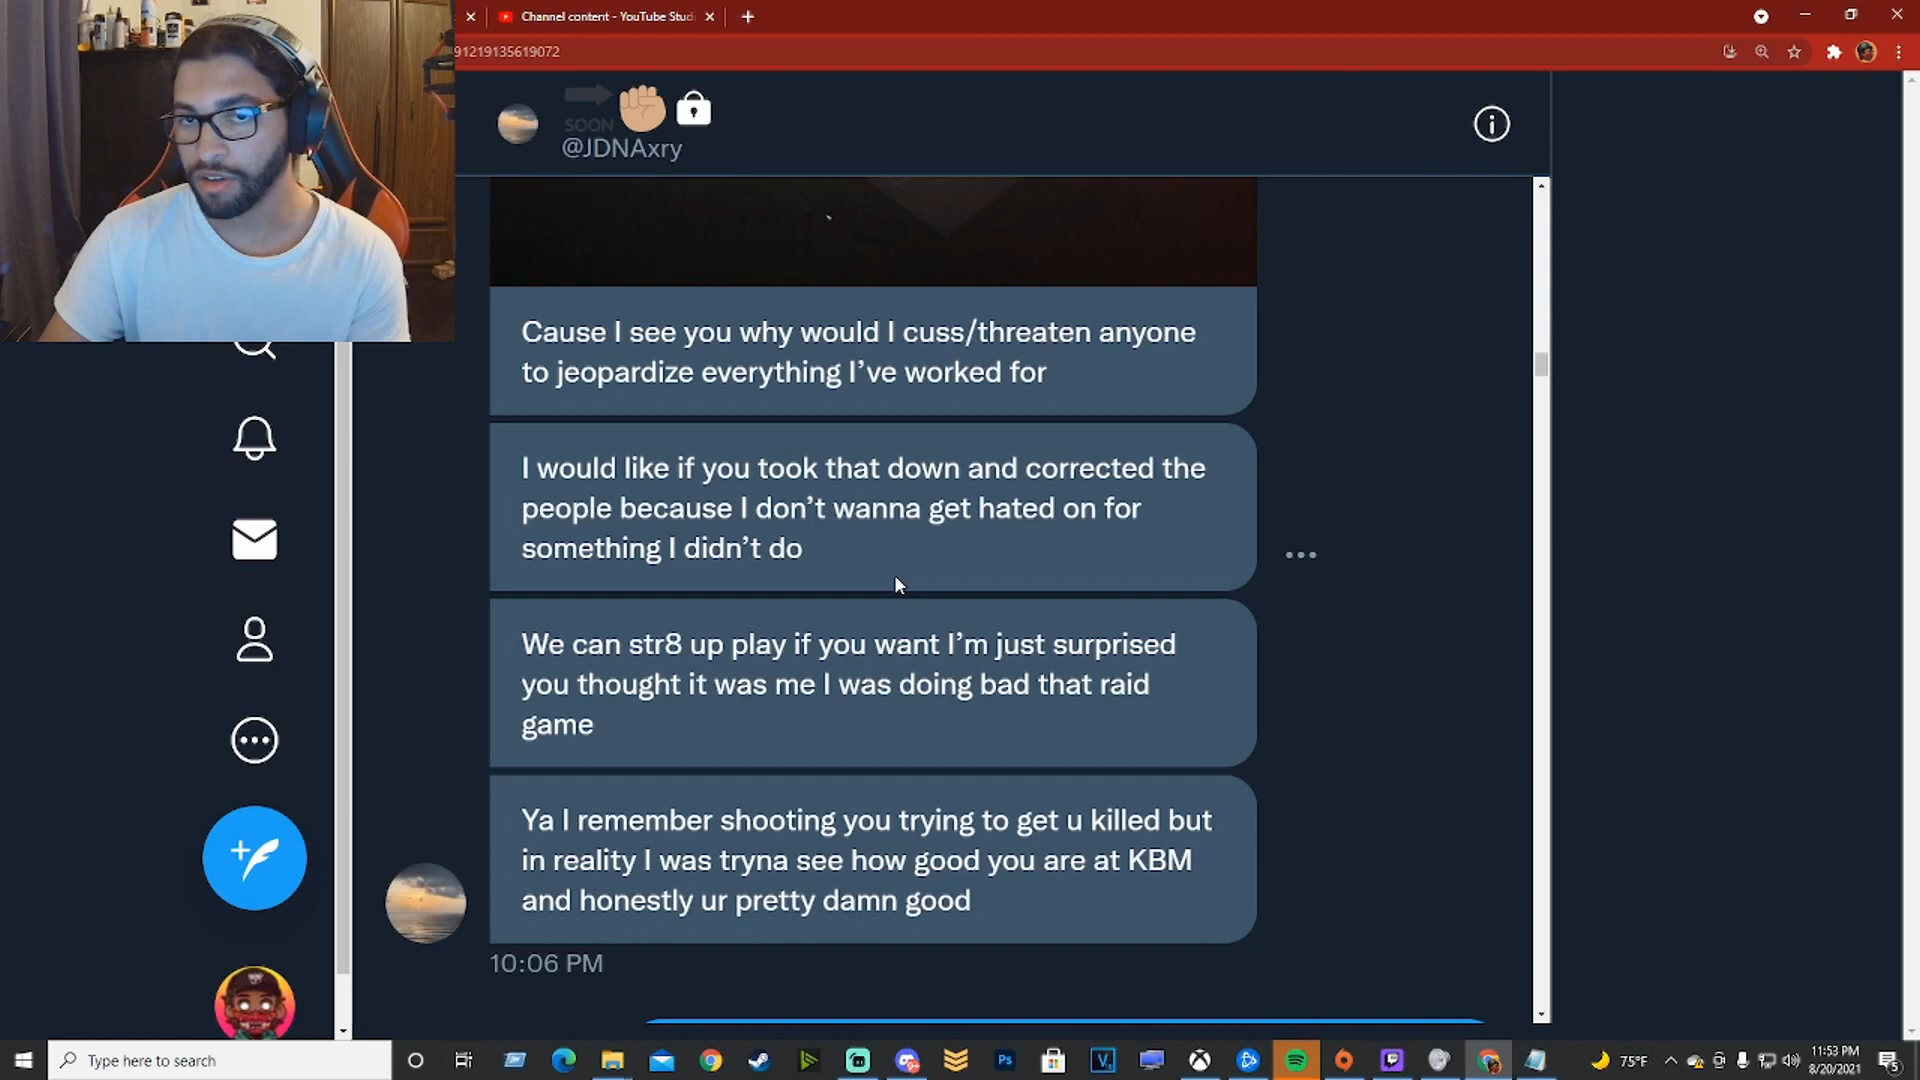 Channel content - YouTube Stud
91219135619072
SOON
@JDNAxry
Cause I see you why would I cuss/threaten anyone
to jeopardize everything I’ve worked for
I would like if you took that down and corrected the
people because I don’t wanna get hated on for
something I didn’t do
We can str8 up play if you want I’m just surprised
you thought it was me I was doing bad that raid
game
Ya I remember shooting you trying to get u killed but
in reality I was tryna see how good you are at KBM
and honestly ur pretty damn good
10:06 PM
Type here to search
Ps
75°F
11:53 PM
8/20/2021
5